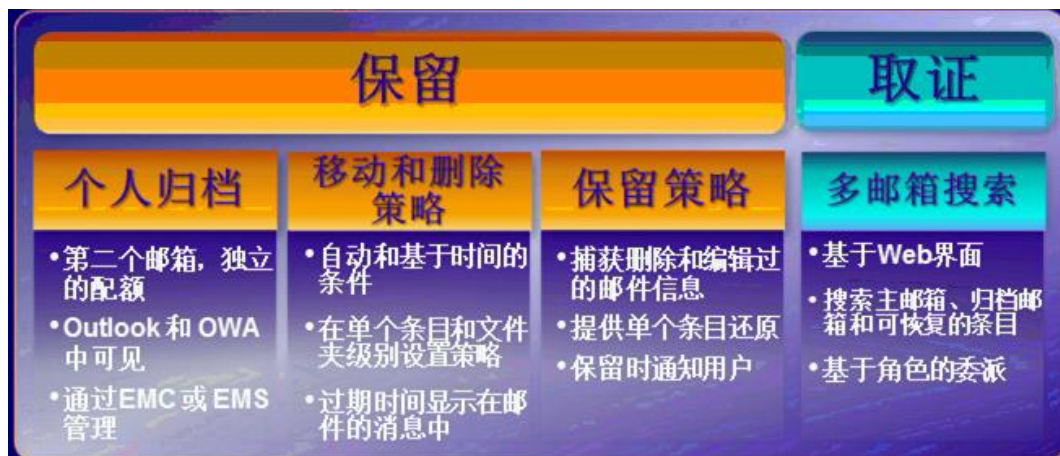 保留
取证
个人归档
•第二个邮箱，独立
的配额
•Outlook 和 OWA
中可见
•通过EMC 或 EMS
管理
移动和删除
策略
•自动和基于时间的
条件
•在单个条目和文件
夹级别设置策略
•过期时间显示在邮
件的消息中
保留策略
•捕获删除和编辑过
的邮件信息
•提供单个条目还原
•保留时通知用户
多邮箱搜索
•基于Web界面
•搜索主邮箱、归档邮
箱和可恢复的条目
•基于角色的委派